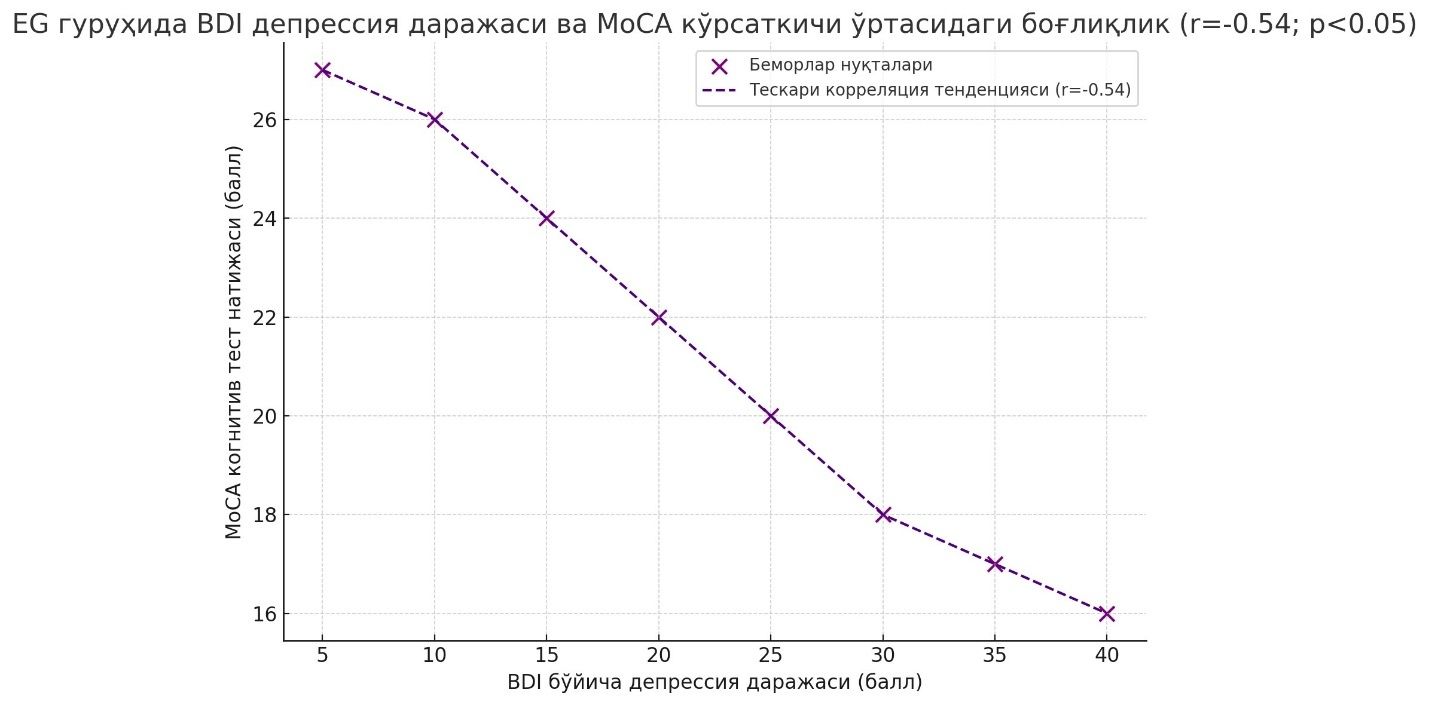 EG гуруҳида BDI депрессия даражаси ва MoCA кўрсаткичи ўртасидаги боғлиқлик (r=-0.54; p<0.05)
Беморлар нуқталари
Тескари корреляция тенденцияси (r=-0.54)
MoCA когнитив тест натижаси (балл)
26
24
22
20
18
16
5 10 15 20 25 30 35 40
BDI бўйича депрессия даражаси (балл)